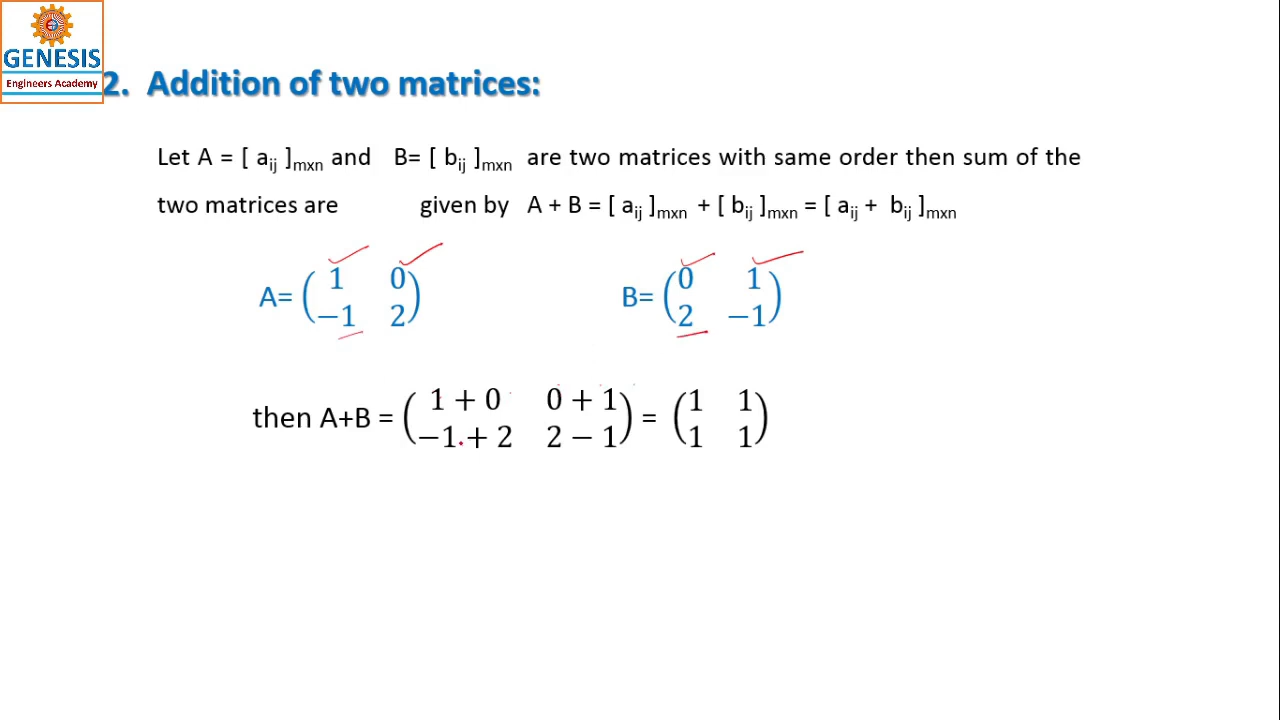 GENESIS
Engineers Academy
2. Addition of two matrices:
Let A = [ aij ]mxn and B= [ bij ]mxn are two matrices with same order then sum of the
two matrices are given by A + B = [ aij ]mxn + [ bij ]mxn = [ aij + bij ]mxn
A= ( 1 0 B= ( 0 1
−1 2 ) 2 −1 )
then A+B = ( 1 + 0 0 + 1 = ( 1 1
−1 + 2 2 − 1 ) 1 1 )